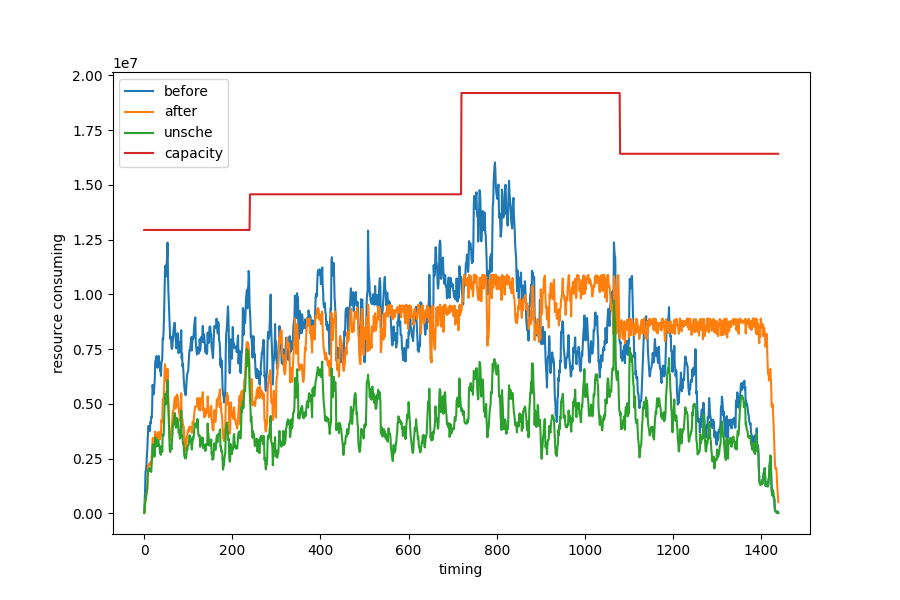 1e7
2.00
1.75
1.50
1.25
1.00
0.75
0.50
0.25
0.00
resource consuming
before
after
unsche
capacity
0 200 400 600 800 1000 1200 1400
timing